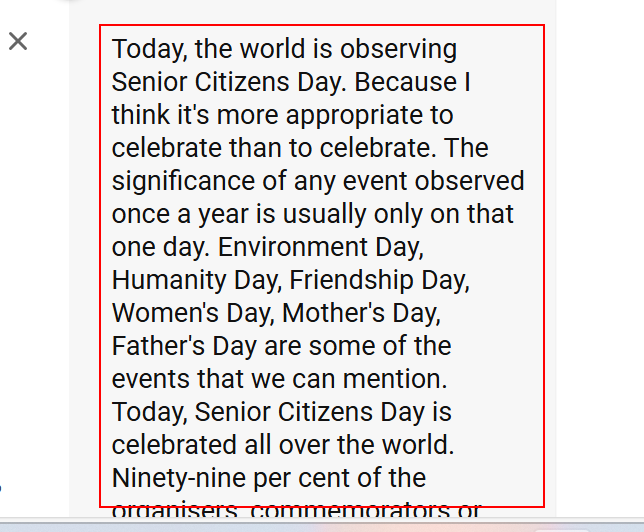 Today, the world is observing
Senior Citizens Day. Because I
think it's more appropriate to
celebrate than to celebrate. The
significance of any event observed
once a year is usually only on that
one day. Environment Day,
Humanity Day, Friendship Day,
Women's Day, Mother's Day,
Father's Day are some of the
events that we can mention.
Today, Senior Citizens Day is
celebrated all over the world.
Ninety-nine per cent of the
organisers, commemorators or